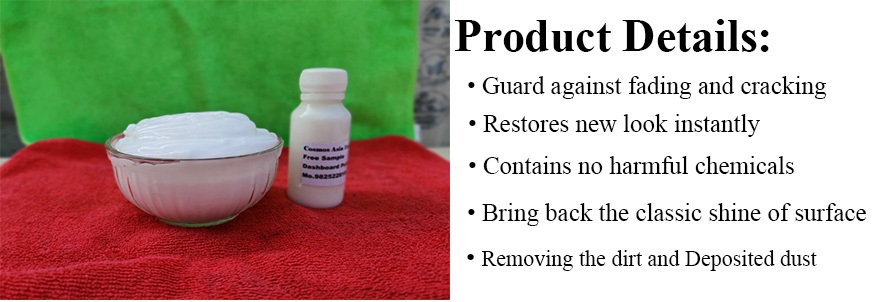 Cosmos Asia
Free Sample
Dashboard
Product Details:
• Guard against fading and cracking
• Restores new look instantly
• Contains no harmful chemicals
• Bring back the classic shine of surface
• Removing the dirt and Deposited dust